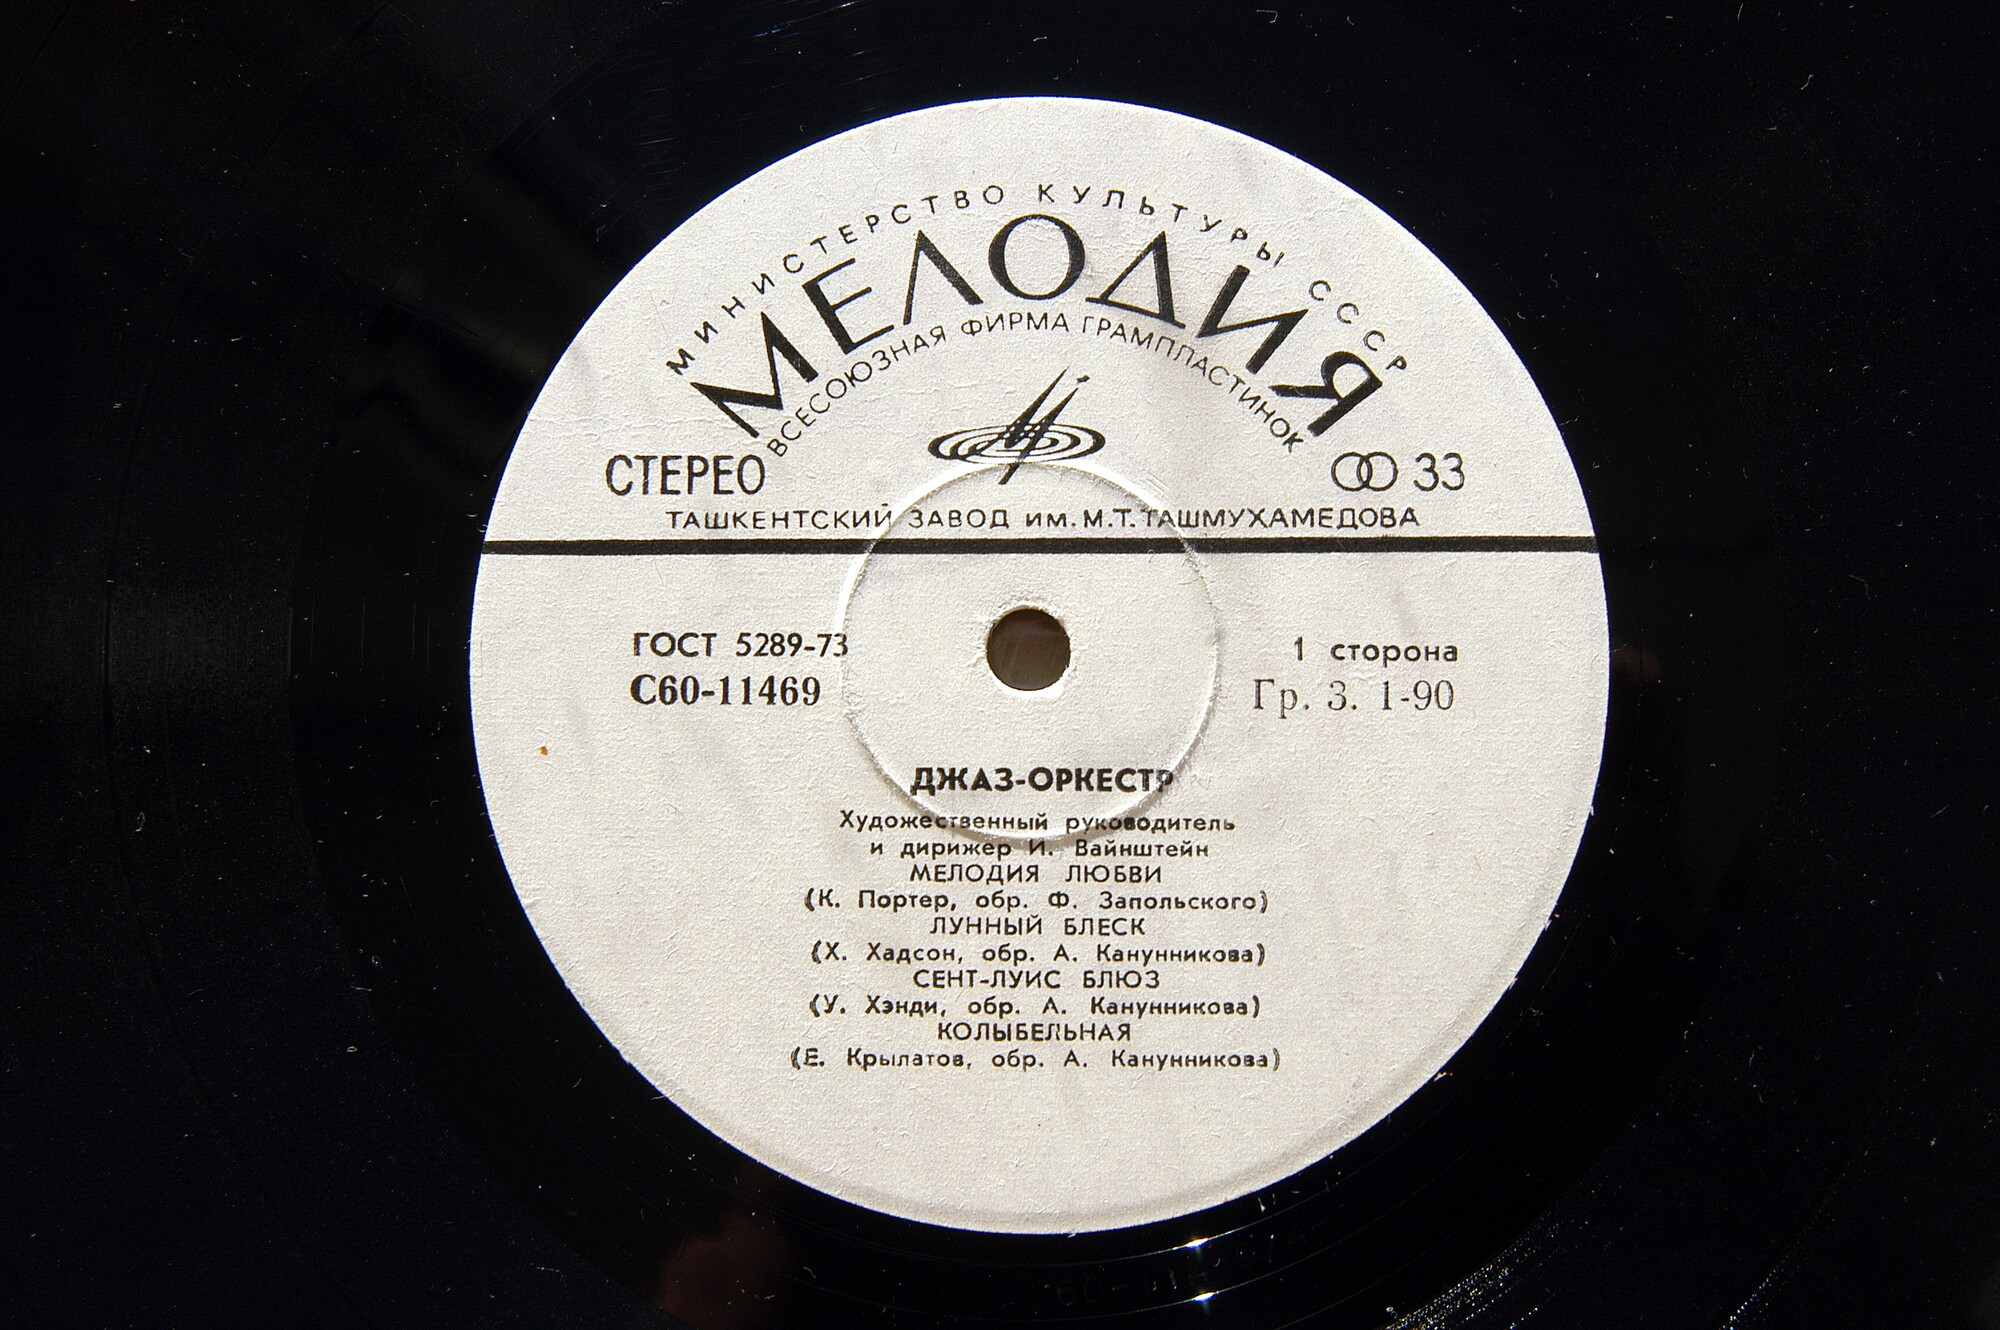 МИНИСТЕРСТВО КУЛЬТУРЫ СССР
МЕЛОДИЯ
ВСЕСОЮЗНАЯ ФИРМА ГРАМПЛАСТИНОК
СТЕРЕО 33
ТАШКЕНТСКИЙ ЗАВОД им. М.Т. ТАШМУХАМЕДОВА
ГОСТ 5289-73 1 сторона
С60-11469 Гр. 3. 1-90
ДЖАЗ-ОРКЕСТР
Художественный руководитель
и дирижер И. Вайнштейн
МЕЛОДИЯ ЛЮБВИ
(К. Портер, обр. Ф. Запольского)
ЛУННЫЙ БЛЕСК
(Х. Хадсон, обр. А. Канунникова)
СЕНТ-ЛУИС БЛЮЗ
(У. Хэнди, обр. А. Канунникова)
КОЛЫБЕЛЬНАЯ
(Е. Крылатов, обр. А. Канунникова)